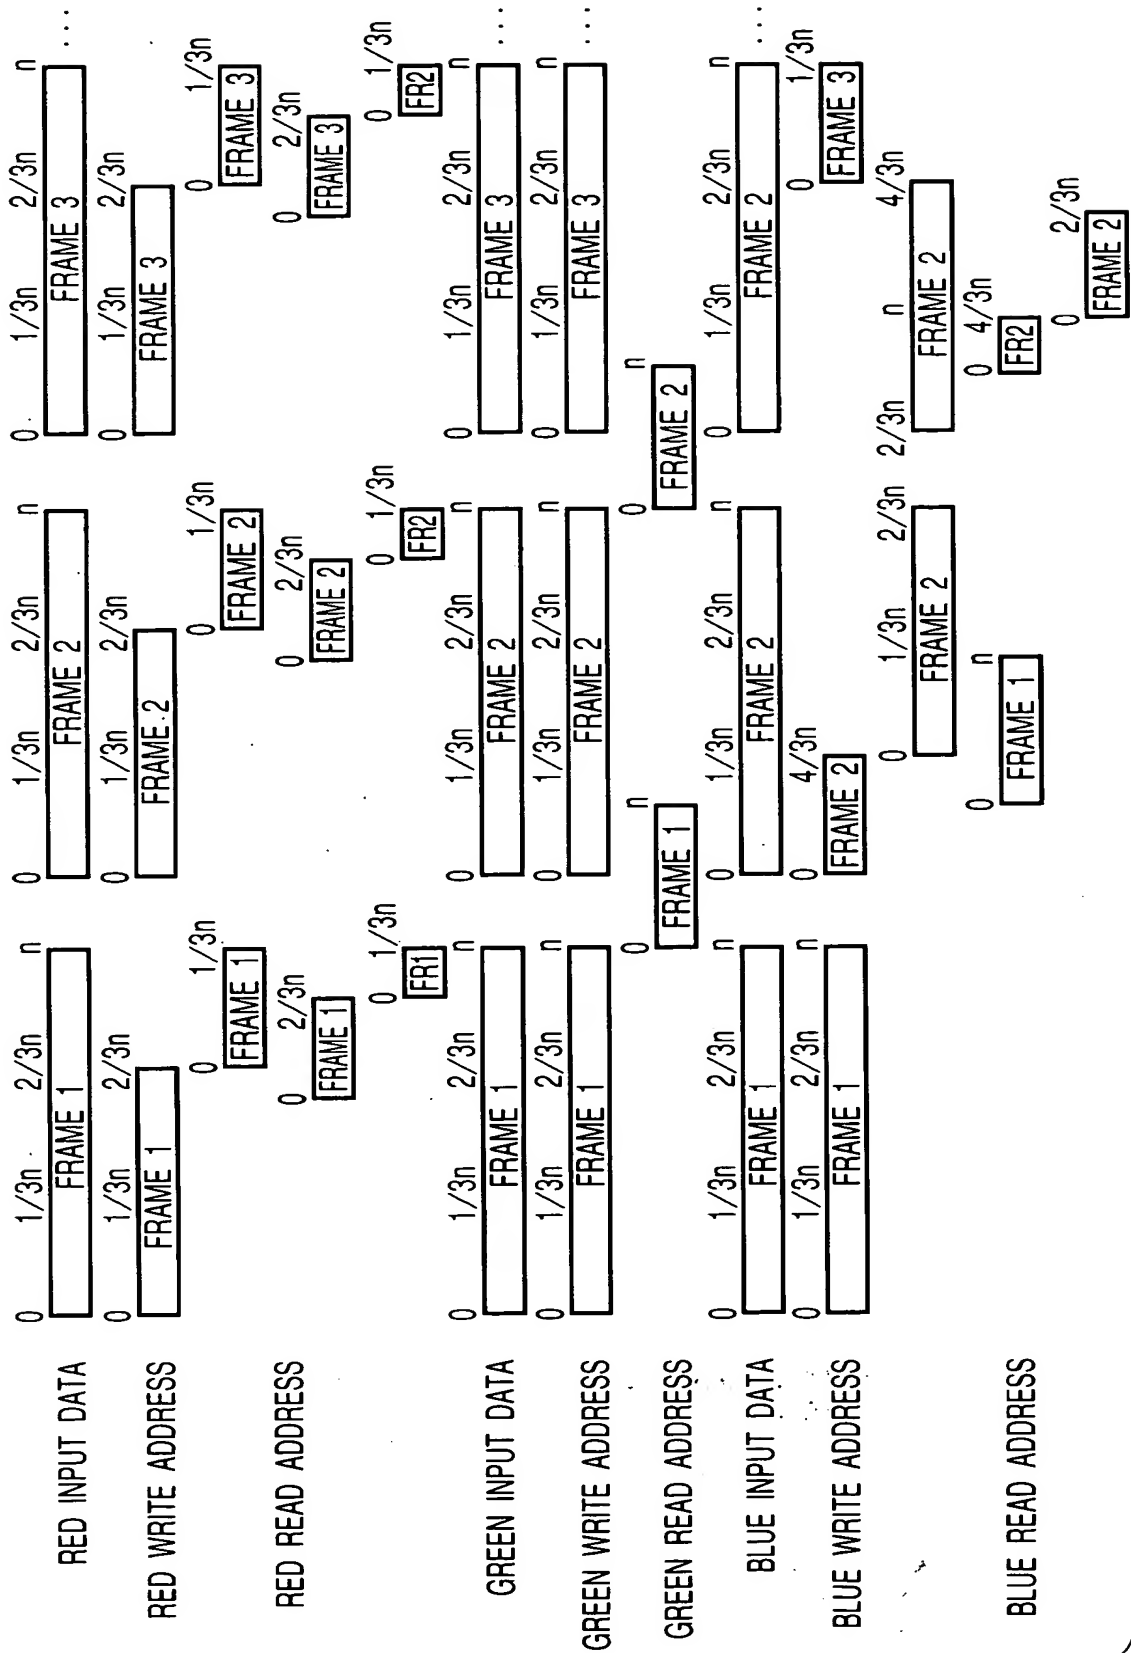 0 1/3n 2/3n n 0 1/3n 2/3n n 0 1/3n 2/3n n
RED INPUT DATA FRAME 1 FRAME 2 FRAME 3 ....
0 1/3n 2/3n 0 1/3n 2/3n 0 1/3n 2/3n
RED WRITE ADDRESS FRAME 1 FRAME 2 FRAME 3
0 1/3n 0 1/3n 0 1/3n
FRAME 1 FRAME 2 FRAME 3
0 2/3n 0 2/3n 0 2/3n
RED READ ADDRESS FRAME 1 FRAME 2 FRAME 3
0 1/3n 0 1/3n 0 1/3n
FR1 FR2 FR2
0 1/3n 2/3n n 0 1/3n 2/3n n 0 1/3n 2/3n n
GREEN INPUT DATA FRAME 1 FRAME 2 FRAME 3 ....
0 1/3n 2/3n n 0 1/3n 2/3n n 0 1/3n 2/3n n
GREEN WRITE ADDRESS FRAME 1 FRAME 2 FRAME 3 ....
0 n 0 n
GREEN READ ADDRESS FRAME 1 FRAME 2 ....
0 1/3n 2/3n n 0 1/3n 2/3n n 0 1/3n 2/3n n
BLUE INPUT DATA FRAME 1 FRAME 2 FRAME 2 ....
0 1/3n 2/3n n 0 4/3n 0 1/3n
BLUE WRITE ADDRESS FRAME 1 FRAME 2 FRAME 3
0 1/3n 2/3n 2/3n n 4/3n
FRAME 2 FRAME 2
0 n 0 4/3n
BLUE READ ADDRESS FRAME 1 FR2
0 2/3n
FRAME 2